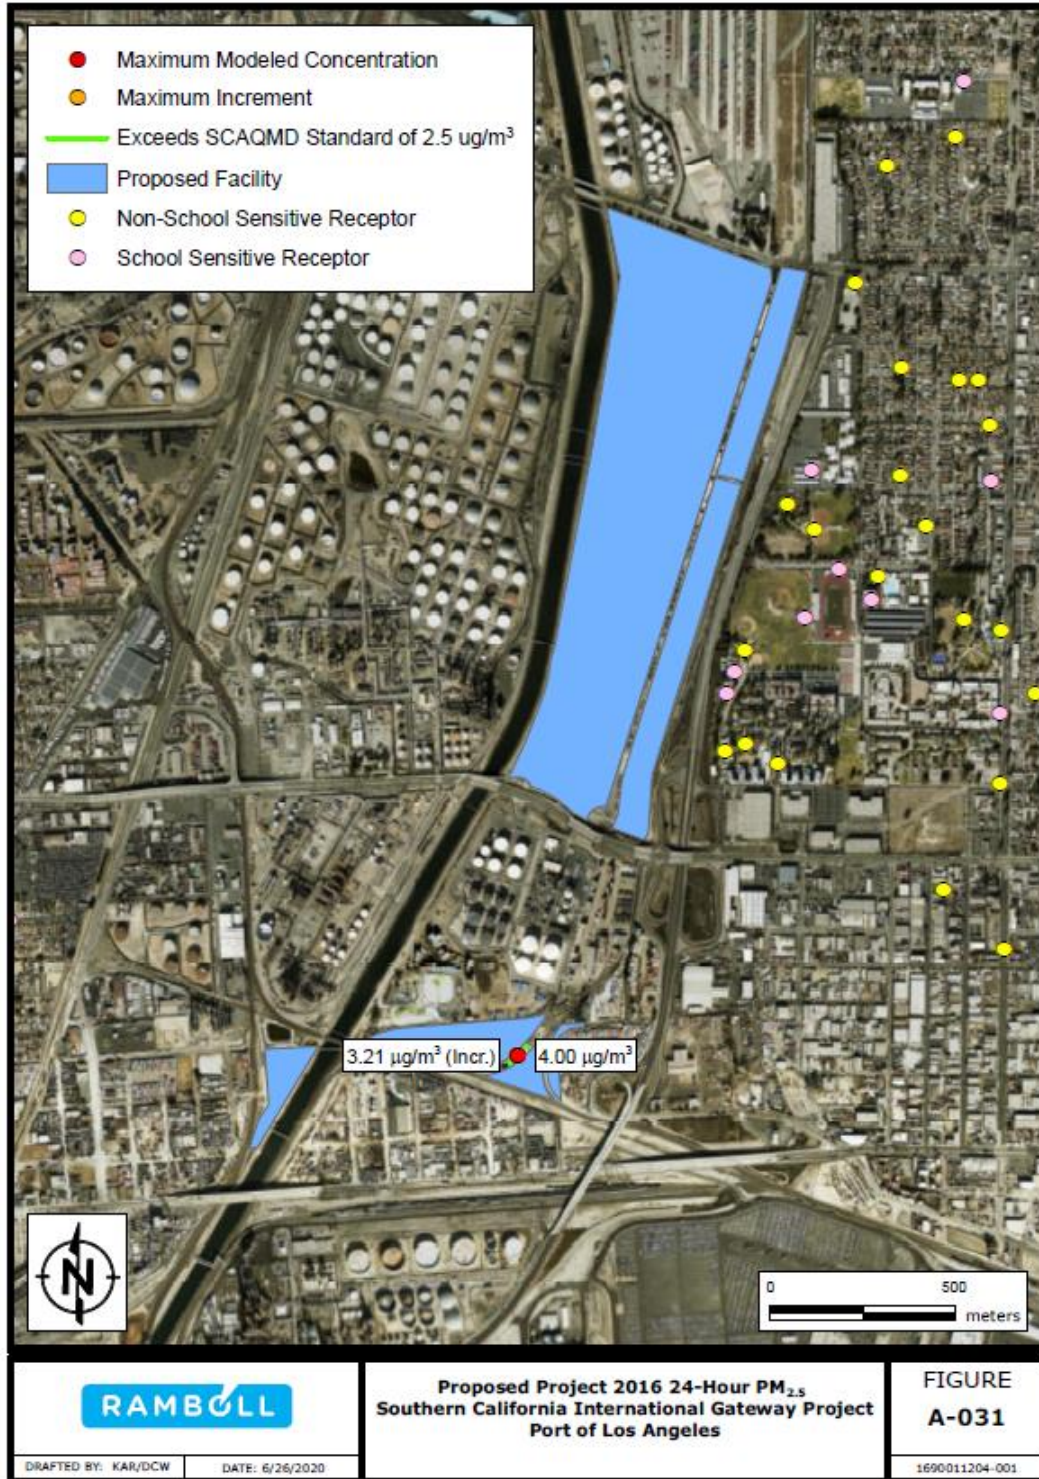 Maximum Modeled Concentration
Maximum Increment
Exceeds SCAQMD Standard of 2.5 ug/m³
Proposed Facility
Non-School Sensitive Receptor
School Sensitive Receptor
3.21 µg/m³ (Incr.)
4.00 µg/m³
N
0 500
meters
RAMBOLL
DRAFTED BY: KAR/DCW
DATE: 6/26/2020
Proposed Project 2016 24-Hour PM₂.₅
Southern California International Gateway Project
Port of Los Angeles
FIGURE
A-031
1690011204-001